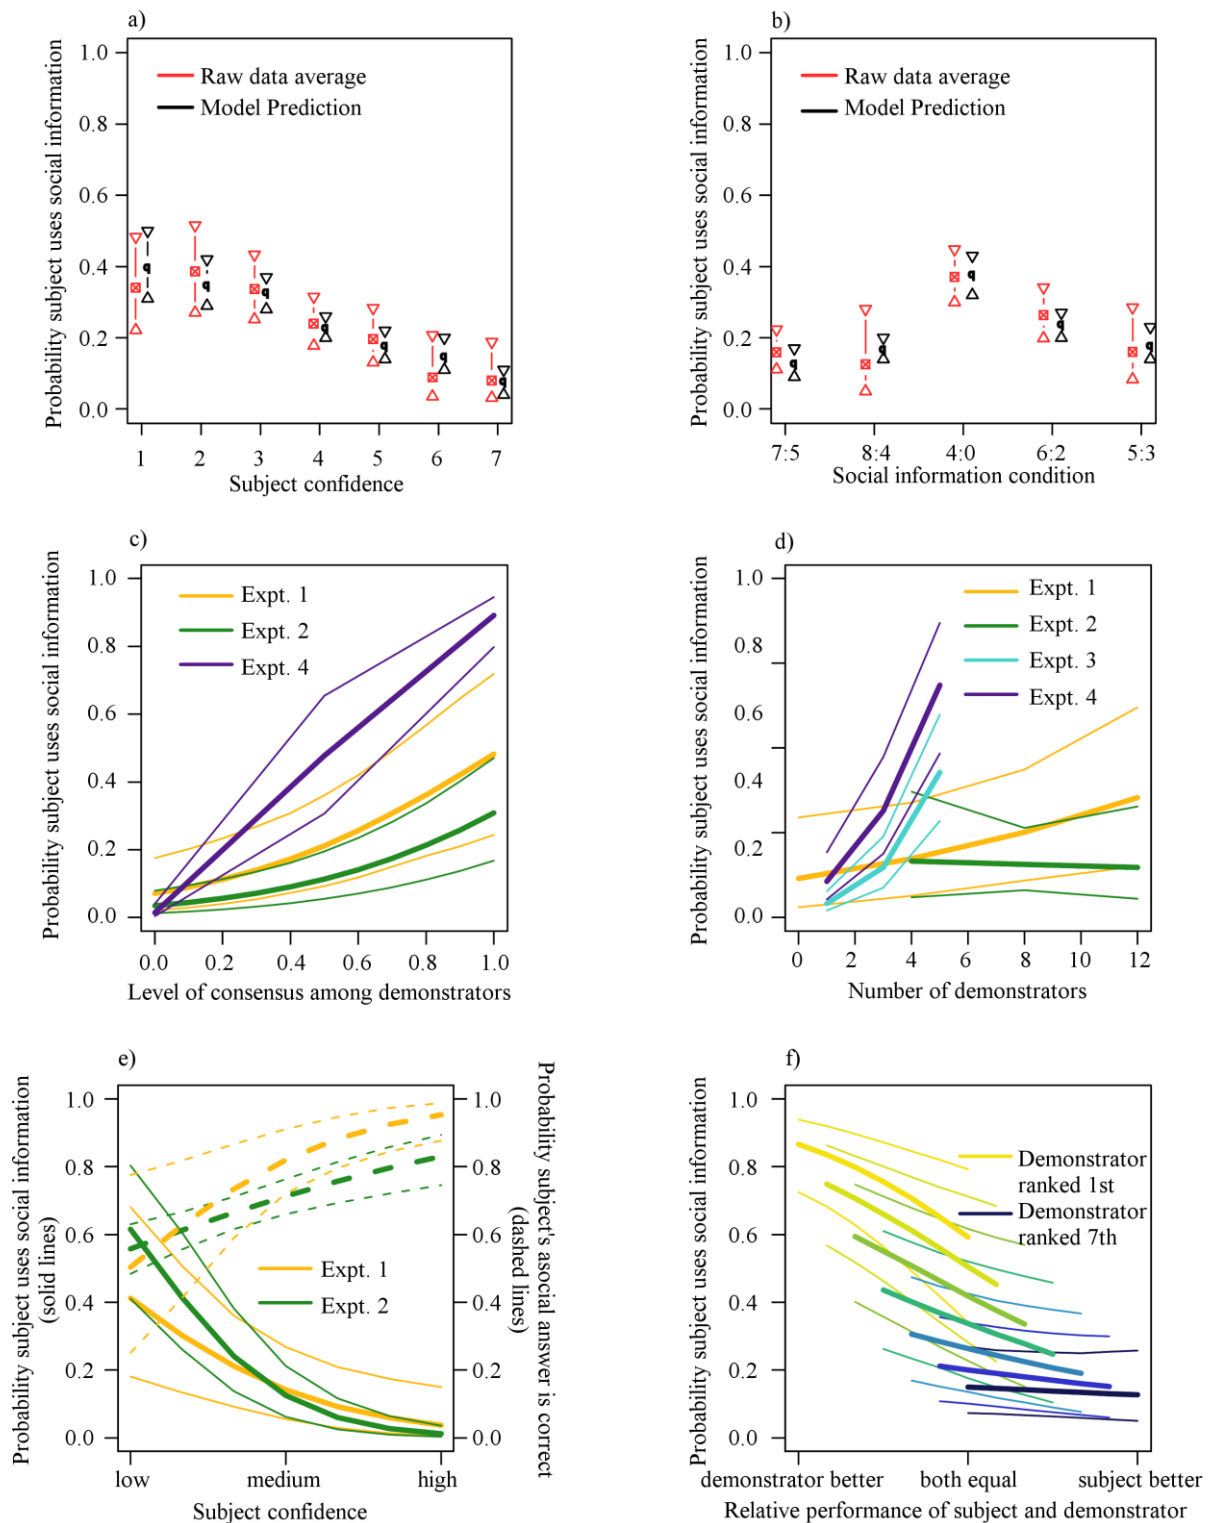 a)
Probability subject uses social information
1.0
0.8
0.6
0.4
0.2
0.0
Raw data average
Model Prediction
q
q
q
q
q
q
q
1 2 3 4 5 6 7
Subject confidence
b)
Probability subject uses social information
1.0
0.8
0.6
0.4
0.2
0.0
Raw data average
Model Prediction
q
q
q
q
q
7:5 8:4 4:0 6:2 5:3
Social information condition
c)
Probability subject uses social information
1.0
0.8
0.6
0.4
0.2
0.0
Expt. 1
Expt. 2
Expt. 4
0.0 0.2 0.4 0.6 0.8 1.0
Level of consensus among demonstrators
d)
Probability subject uses social information
1.0
0.8
0.6
0.4
0.2
0.0
Expt. 1
Expt. 2
Expt. 3
Expt. 4
0 2 4 6 8 10 12
Number of demonstrators
e)
Probability subject uses social information
(solid lines)
1.0
0.8
0.6
0.4
0.2
0.0
Expt. 1
Expt. 2
1.0
0.8
0.6
0.4
0.2
0.0
Probability subject's asocial answer is correct
(dashed lines)
low medium high
Subject confidence
f)
Probability subject uses social information
1.0
0.8
0.6
0.4
0.2
0.0
Demonstrator
ranked 1st
Demonstrator
ranked 7th
demonstrator better both equal subject better
Relative performance of subject and demonstrator